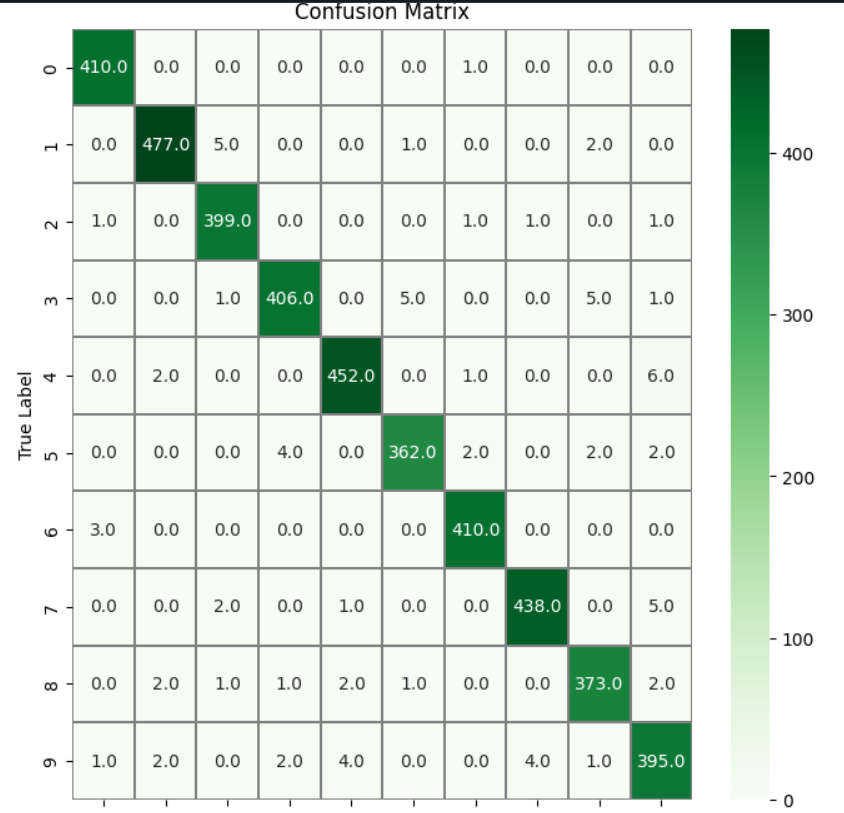 Confusion Matrix
0 410.0 0.0 0.0 0.0 0.0 0.0 1.0 0.0 0.0 0.0
1 0.0 477.0 5.0 0.0 0.0 1.0 0.0 0.0 2.0 0.0
2 1.0 0.0 399.0 0.0 0.0 0.0 1.0 1.0 0.0 1.0
3 0.0 0.0 1.0 406.0 0.0 5.0 0.0 0.0 5.0 1.0
4 0.0 2.0 0.0 0.0 452.0 0.0 1.0 0.0 0.0 6.0
5 0.0 0.0 0.0 4.0 0.0 362.0 2.0 0.0 2.0 2.0
6 3.0 0.0 0.0 0.0 0.0 0.0 410.0 0.0 0.0 0.0
7 0.0 0.0 2.0 0.0 1.0 0.0 0.0 438.0 0.0 5.0
8 0.0 2.0 1.0 1.0 2.0 1.0 0.0 0.0 373.0 2.0
9 1.0 2.0 0.0 2.0 4.0 0.0 0.0 4.0 1.0 395.0
True Label
400
300
200
100
0